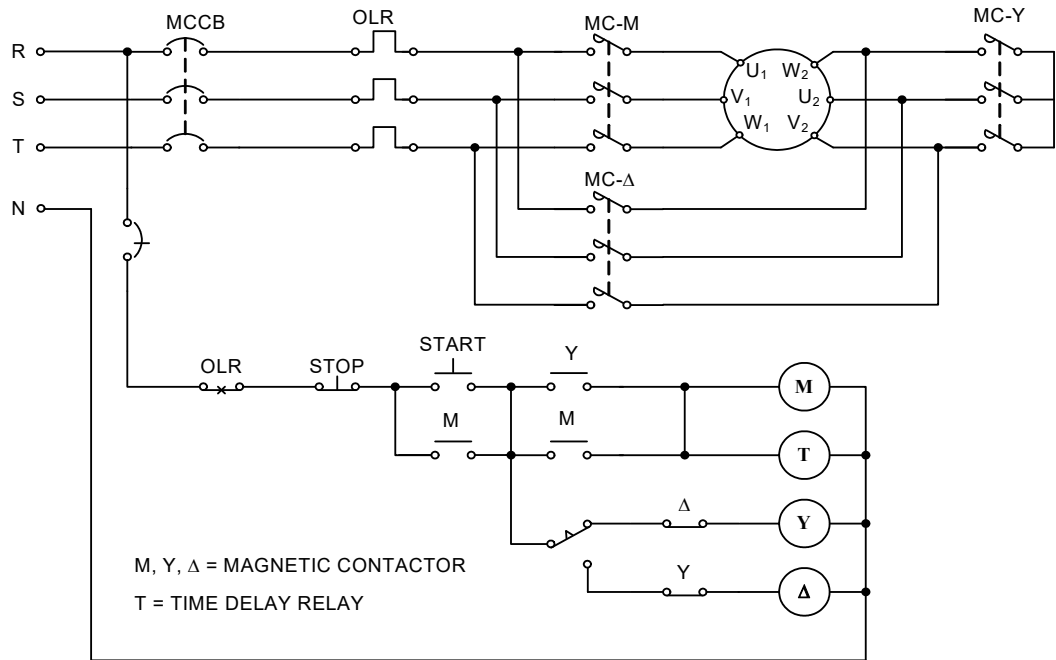 MCCB
OLR
MC-M
MC-Y
R
S
T
N
U1 W2
V1 U2
W1 V2
MC-Δ
OLR
STOP
START
Y
M
M
M
T
Δ
Y
Y
Δ
M, Y, Δ = MAGNETIC CONTACTOR
T = TIME DELAY RELAY